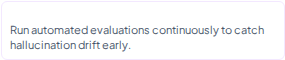 Run automated evaluations continuously to catch
hallucination drift early.